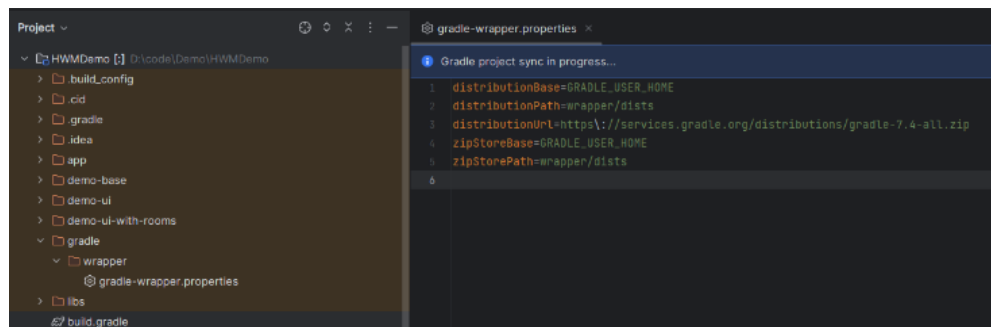 Project
HWMDemo [:] D:\code\Demo\HWMDemo
.build_config
.cid
.gradle
.idea
app
demo-base
demo-ui
demo-ui-with-rooms
gradle
wrapper
gradle-wrapper.properties
libs
build.gradle
gradle-wrapper.properties
Gradle project sync in progress...
1 distributionBase=GRADLE_USER_HOME
2 distributionPath=wrapper/dists
3 distributionUrl=https\://services.gradle.org/distributions/gradle-7.4-all.zip
4 zipStoreBase=GRADLE_USER_HOME
5 zipStorePath=wrapper/dists
6